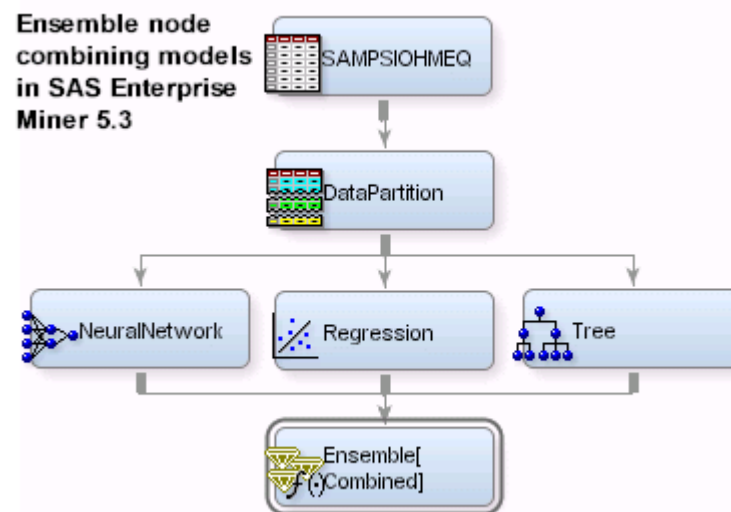 Ensemble node
combining models
in SAS Enterprise
Miner 5.3
SAMPSIOHMEQ
DataPartition
NeuralNetwork
Regression
Tree
Ensemble[
Combined]
f(·)